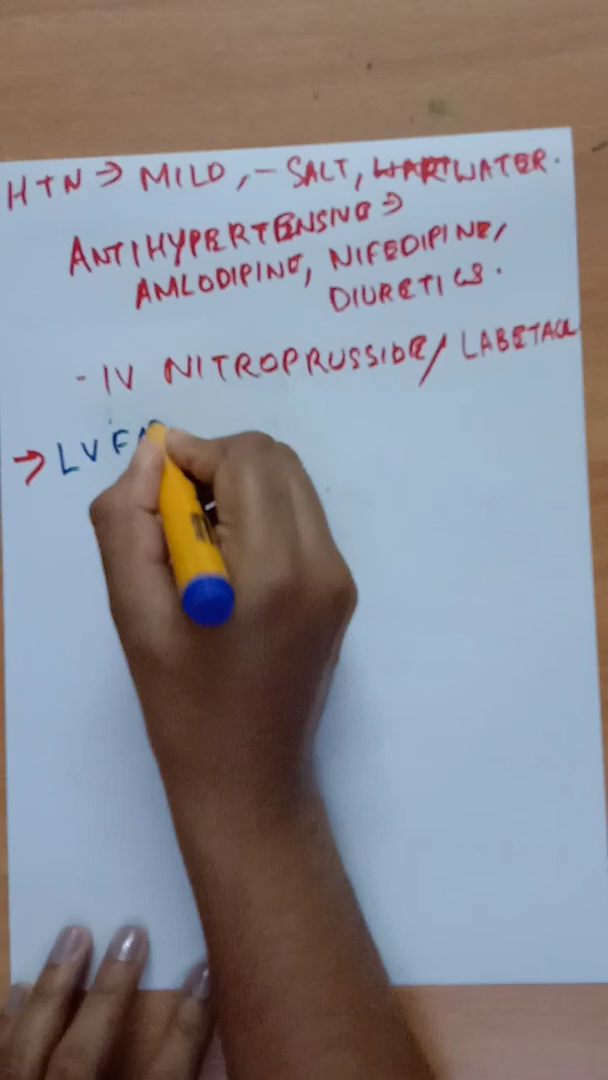 HTN → MILD, - SALT, WATER.
ANTIHYPERTENSIVE →
AMLODIPINE, NIFEDIPINE/
DIURETICS.
- IV NITROPRUSSIDE/ LABETALOL
→ LVF